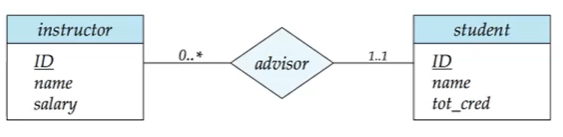 instructor
ID
name
salary
0..*
advisor
1..1
student
ID
name
tot_cred